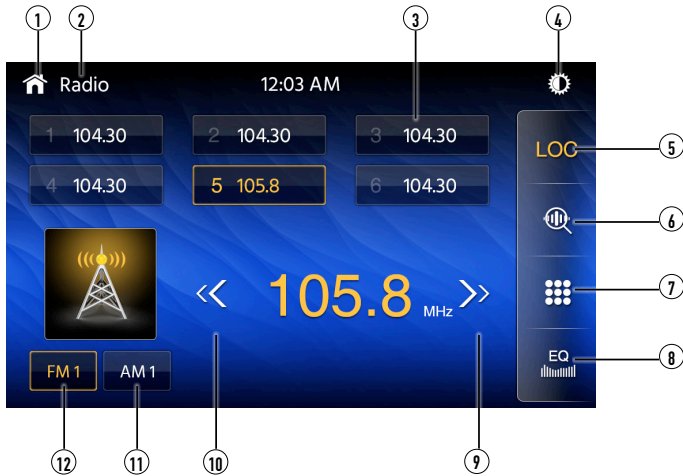 1 2 3 4
Radio 12:03 AM
1 104.30 2 104.30 3 104.30
LOC 5
4 104.30 5 105.8 6 104.30
6
105.8 MHz
7
EQ 8
FM 1 AM 1
12 11 10 9